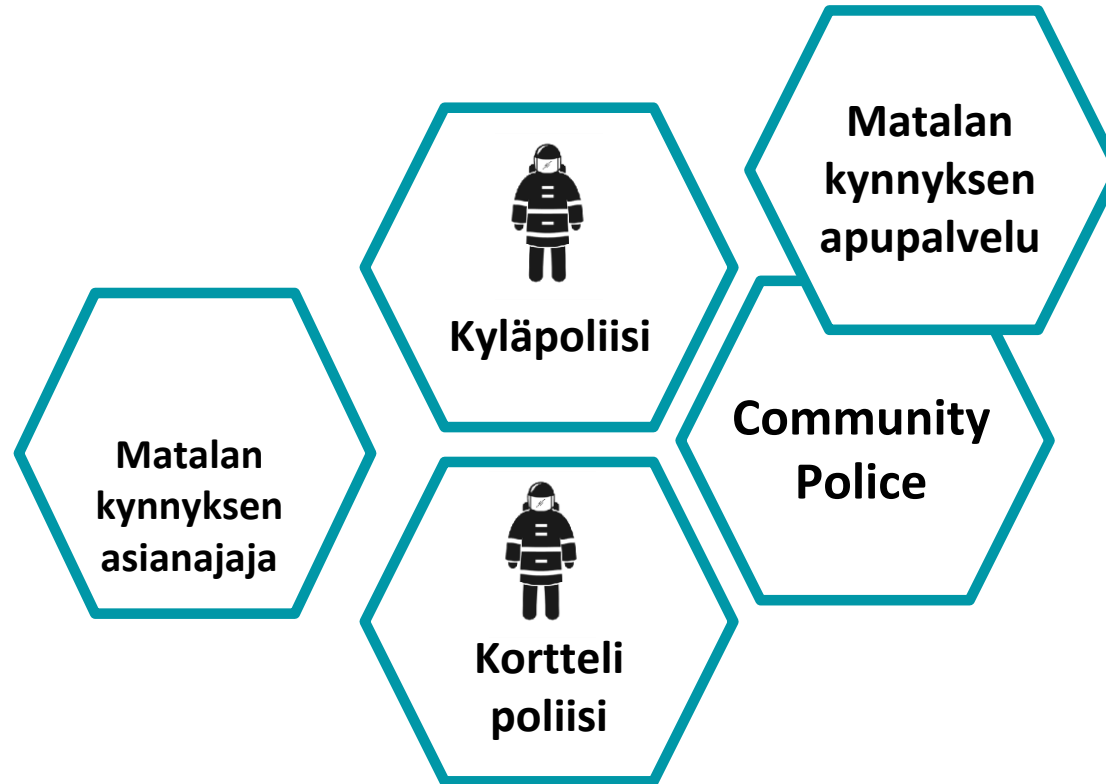 Matalan
kynnyksen
apupalvelu
Kyläpoliisi
Community
Police
Matalan
kynnyksen
asianajaja
Kortteli
poliisi